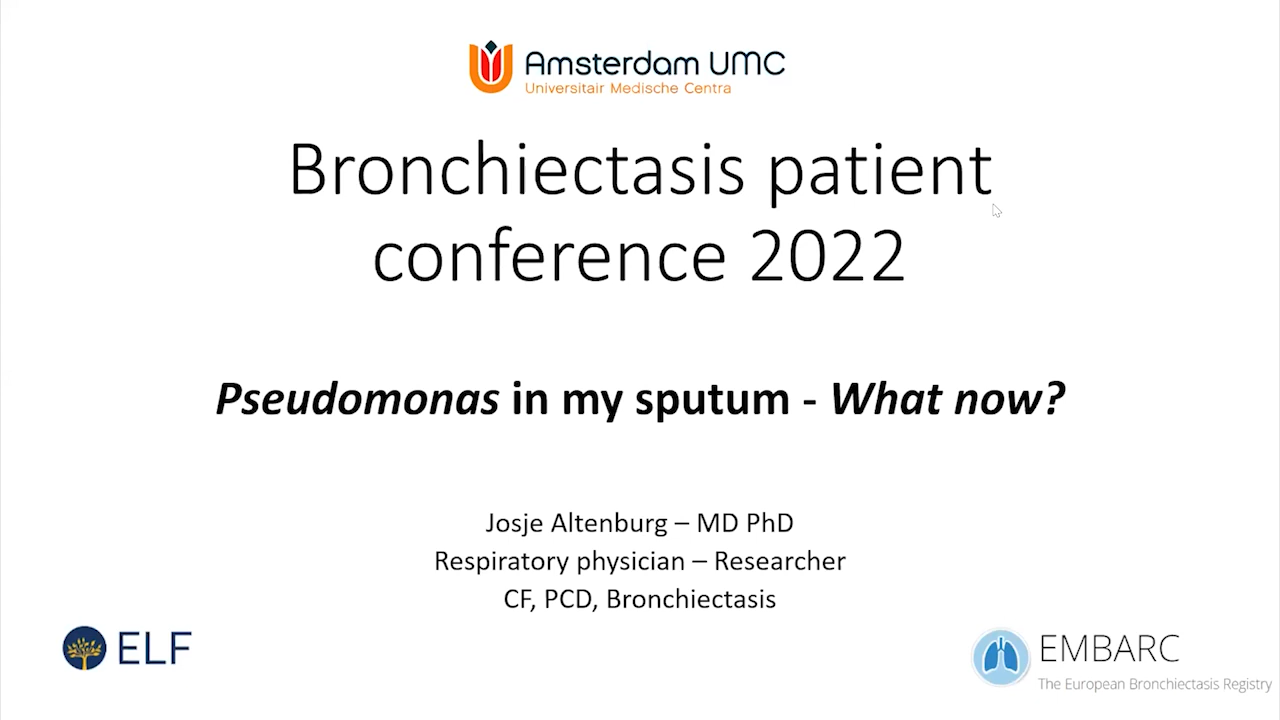 Amsterdam UMC
Universitair Medische Centra
Bronchiectasis patient
conference 2022
Pseudomonas in my sputum - What now?
Josje Altenburg – MD PhD
Respiratory physician – Researcher
CF, PCD, Bronchiectasis
ELF
EMBARC
The European Bronchiectasis Registry